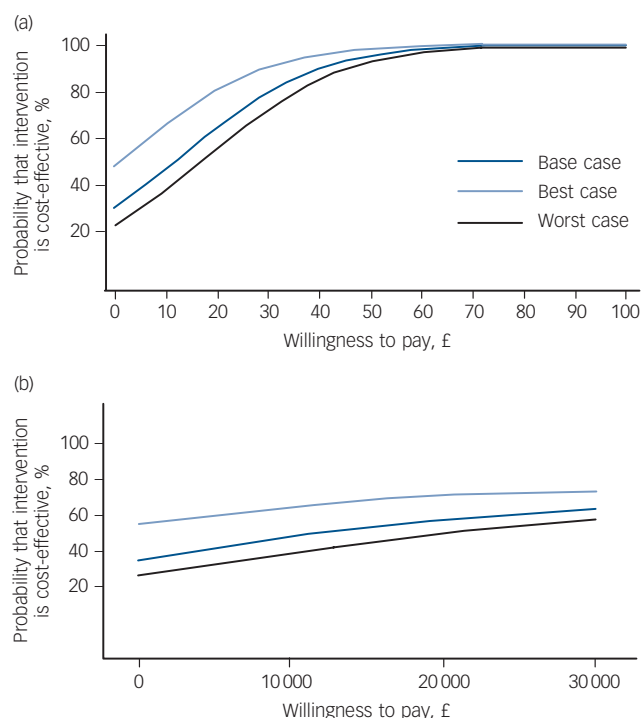 (a)
Probability that intervention
is cost-effective, %
100
80
60
40
20
Base case
Best case
Worst case
0 10 20 30 40 50 60 70 80 90 100
Willingness to pay, £
(b)
Probability that intervention
is cost-effective, %
100
80
60
40
20
0 10 000 20 000 30 000
Willingness to pay, £